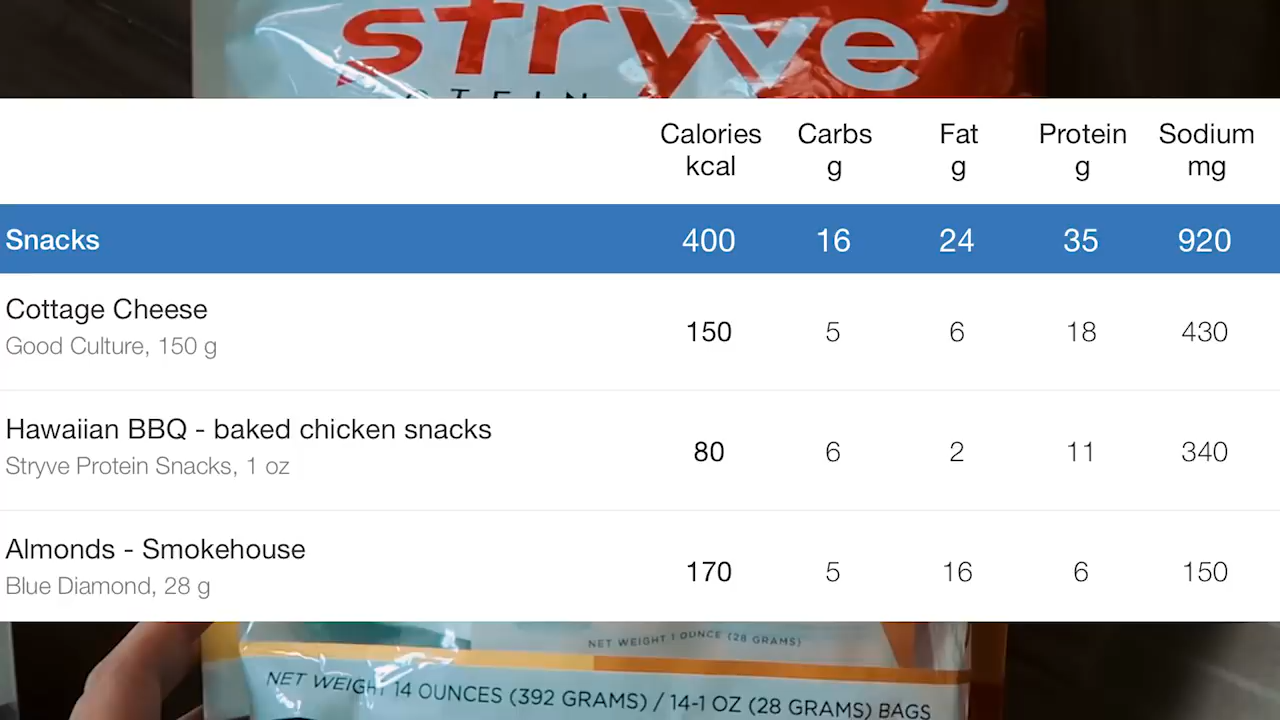 stryve
Calories Carbs Fat Protein Sodium
kcal g g g mg
Snacks 400 16 24 35 920
Cottage Cheese
Good Culture, 150 g
150 5 6 18 430
Hawaiian BBQ - baked chicken snacks
Stryve Protein Snacks, 1 oz
80 6 2 11 340
Almonds - Smokehouse
Blue Diamond, 28 g
170 5 16 6 150
NET WEIGHT 1 OUNCE (28 GRAMS)
NET WEIGHT 14 OUNCES (392 GRAMS) / 14-1 OZ (28 GRAMS) BAGS